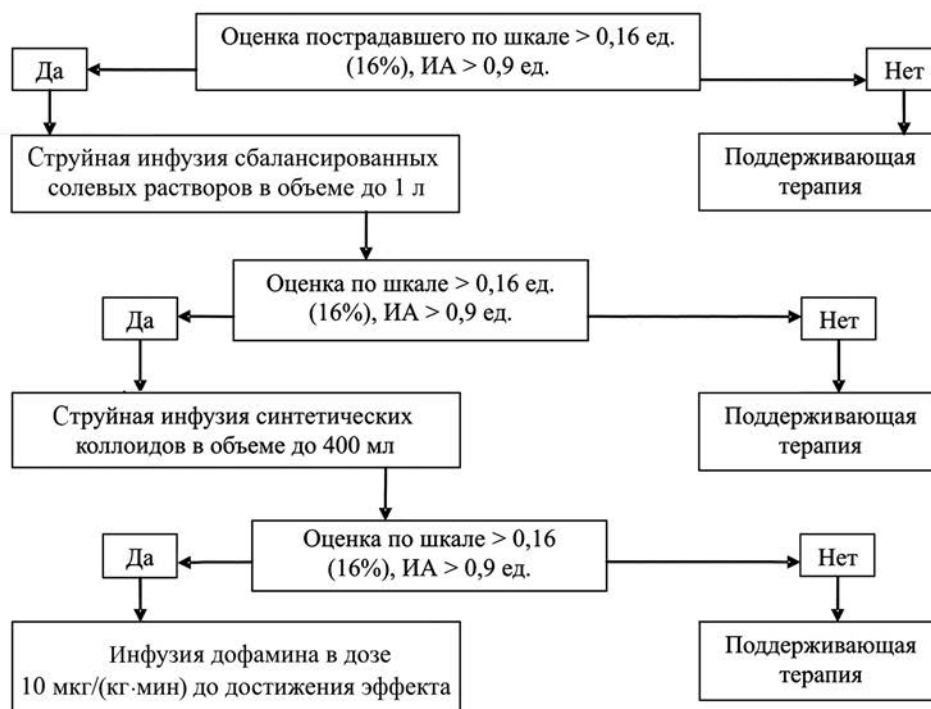 Оценка пострадавшего по шкале > 0,16 ед.
(16%), ИА > 0,9 ед.
Да
Нет
Струйная инфузия сбалансированных
солевых растворов в объеме до 1 л
Поддерживающая
терапия
Оценка по шкале > 0,16 ед.
(16%), ИА > 0,9 ед.
Да
Нет
Струйная инфузия синтетических
коллоидов в объеме до 400 мл
Поддерживающая
терапия
Оценка по шкале > 0,16
(16%), ИА > 0,9 ед.
Да
Нет
Инфузия дофамина в дозе
10 мкг/(кг·мин) до достижения эффекта
Поддерживающая
терапия